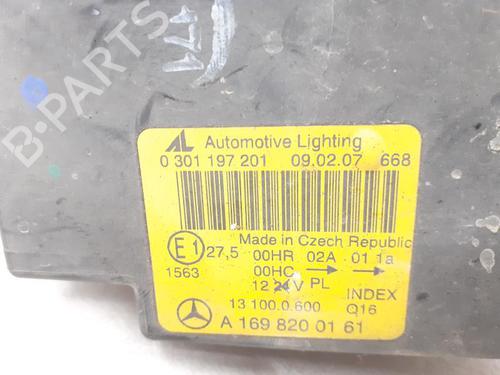 B-PARTS
471
AL Automotive Lighting
0 301 197 201 09.02.07 668
Made in Czech Republic
E1 27,5 00HR 02A 01 1a
1563 00HC → →
12 24V PL
13 100.0.600 INDEX Q16
A 169 820 01 61